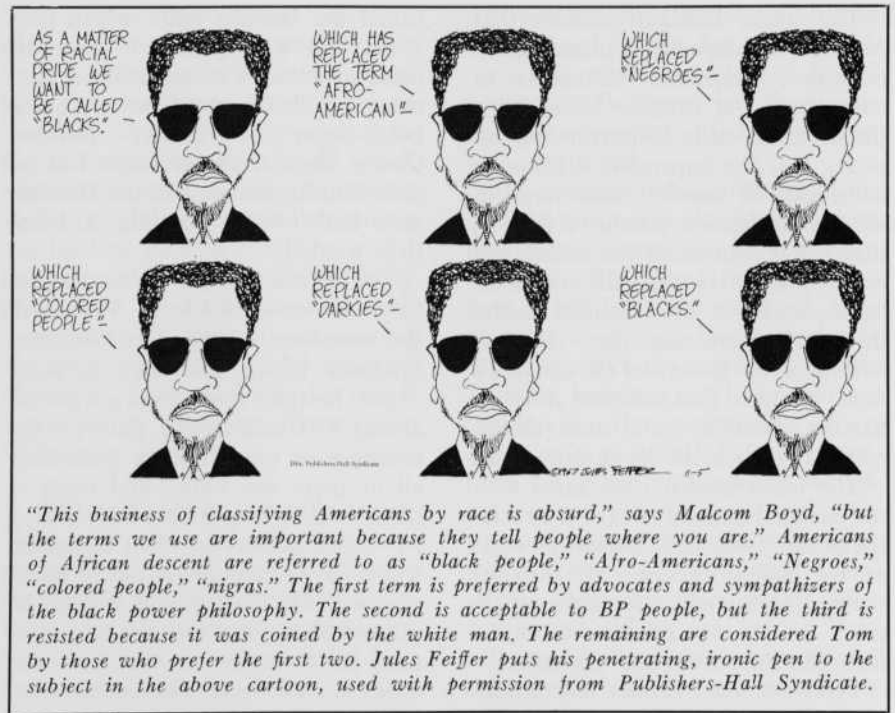 AS A MATTER
OF RACIAL
PRIDE WE
WANT TO
BE CALLED
"BLACKS."
WHICH HAS
REPLACED
THE TERM
"AFRO-
AMERICAN"–
WHICH
REPLACED
"NEGROES"–
WHICH
REPLACED
"COLORED
PEOPLE"–
WHICH
REPLACED
"DARKIES"–
WHICH
REPLACED
"BLACKS."
Publishers-Hall Syndicate
JULES FEIFFER
"This business of classifying Americans by race is absurd," says Malcom Boyd, "but
the terms we use are important because they tell people where you are." Americans
of African descent are referred to as "black people," "Afro-Americans," "Negroes,"
"colored people," "nigras." The first term is preferred by advocates and sympathizers of
the black power philosophy. The second is acceptable to BP people, but the third is
resisted because it was coined by the white man. The remaining are considered Tom
by those who prefer the first two. Jules Feiffer puts his penetrating, ironic pen to the
subject in the above cartoon, used with permission from Publishers-Hall Syndicate.